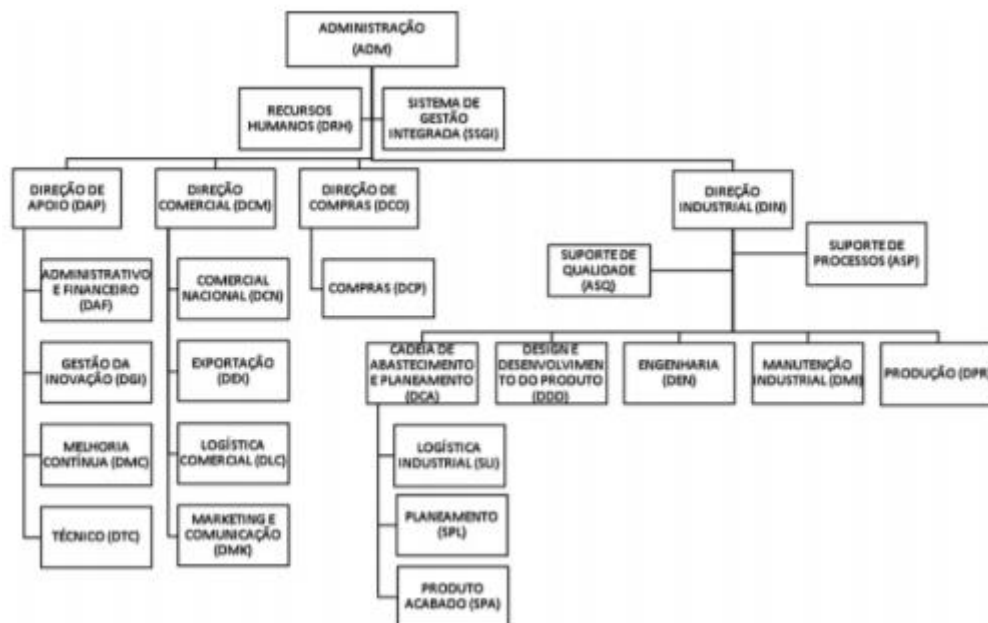 ADMINISTRAÇÃO
(ADM)
RECURSOS
HUMANOS (DRH)
SISTEMA DE
GESTÃO
INTEGRADA (SSGI)
DIREÇÃO DE
APOIO (DAP)
DIREÇÃO
COMERCIAL (DCM)
DIREÇÃO DE
COMPRAS (DCO)
DIREÇÃO
INDUSTRIAL (DIN)
SUPORTE DE
QUALIDADE
(ASQ)
SUPORTE DE
PROCESSOS (ASP)
ADMINISTRATIVO
E FINANCEIRO
(DAF)
COMERCIAL
NACIONAL (DCN)
COMPRAS (DCP)
GESTÃO DA
INOVAÇÃO (DGI)
EXPORTAÇÃO
(DEX)
CADEIA DE
ABASTECIMENTO
E PLANEAMENTO
(DCA)
DESIGN E
DESENVOLVIMEN
TO DO PRODUTO
(DDD)
ENGENHARIA
(DEN)
MANUTENÇÃO
INDUSTRIAL (DMI)
PRODUÇÃO (DPR)
MELHORIA
CONTÍNUA (DMC)
LOGÍSTICA
COMERCIAL (DLC)
LOGÍSTICA
INDUSTRIAL
TÉCNICO (DTC)
MARKETING E
COMUNICAÇÃO
(DMK)
PLANEAMENTO
(SPL)
PRODUTO
ACABADO (SPA)